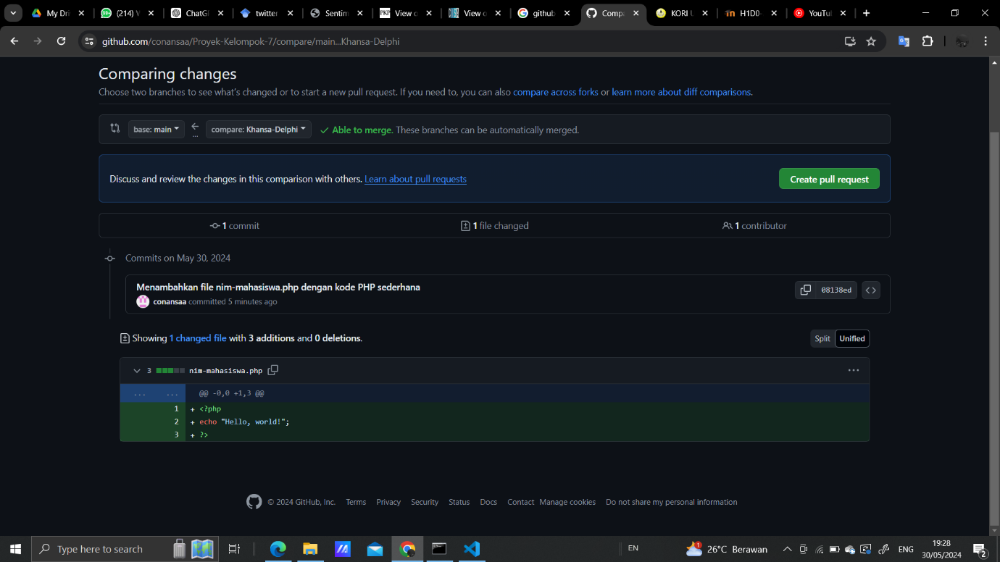 My Dri
(214) W
ChatGI
twitter
Sentim
View o
View o
github
Compa
KORI U
H1D0-
YouTu
github.com/conansaa/Proyek-Kelompok-7/compare/main...Khansa-Delphi
Comparing changes
Choose two branches to see what's changed or to start a new pull request. If you need to, you can also compare across forks or learn more about diff comparisons.
base: main
compare: Khansa-Delphi
Able to merge. These branches can be automatically merged.
Discuss and review the changes in this comparison with others. Learn about pull requests
Create pull request
1 commit
1 file changed
1 contributor
Commits on May 30, 2024
Menambahkan file nim-mahasiswa.php dengan kode PHP sederhana
08138ed
conansaa committed 5 minutes ago
Showing 1 changed file with 3 additions and 0 deletions.
Split
Unified
3 nim-mahasiswa.php
... ... @@ -0,0 +1,3 @@
1 + <?php
2 + echo "Hello, world!";
3 + ?>
© 2024 GitHub, Inc.
Terms
Privacy
Security
Status
Docs
Contact
Manage cookies
Do not share my personal information
Type here to search
EN
1
26°C Berawan
ENG
19:28
30/05/2024
2